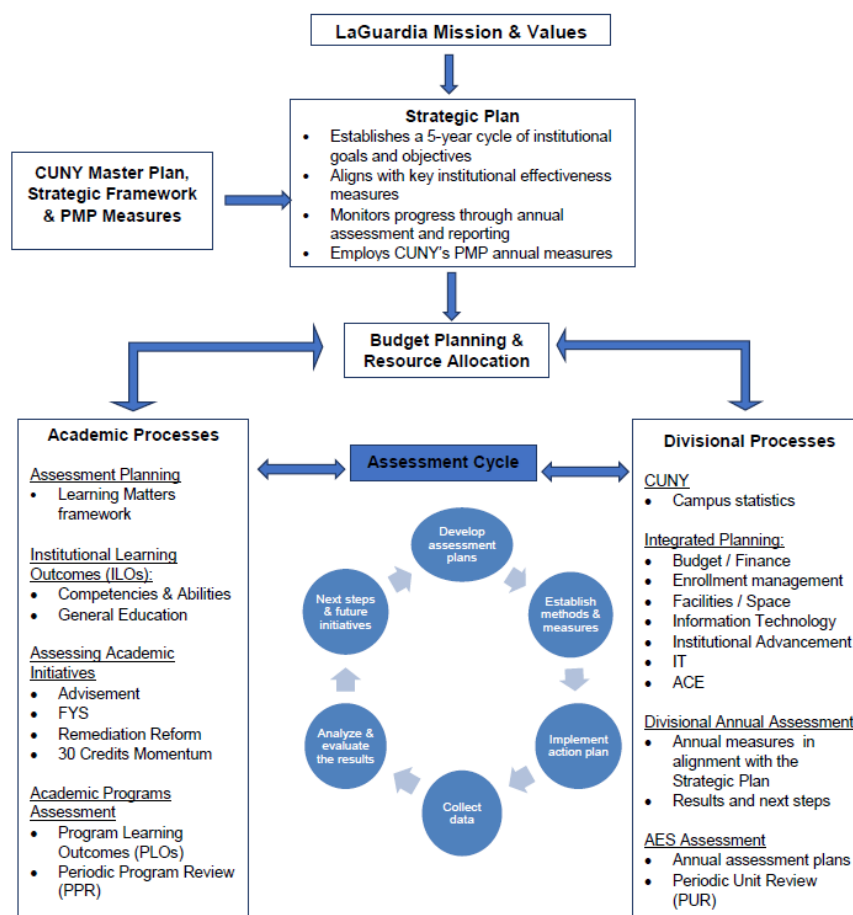 LaGuardia Mission & Values
Strategic Plan
• Establishes a 5-year cycle of institutional
goals and objectives
• Aligns with key institutional effectiveness
measures
• Monitors progress through annual
assessment and reporting
• Employs CUNY's PMP annual measures
CUNY Master Plan,
Strategic Framework
& PMP Measures
Budget Planning &
Resource Allocation
Academic Processes
Assessment Planning
• Learning Matters
framework
Institutional Learning
Outcomes (ILOs):
• Competencies & Abilities
• General Education
Assessing Academic
Initiatives
• Advisement
• FYS
• Remediation Reform
• 30 Credits Momentum
Academic Programs
Assessment
• Program Learning
Outcomes (PLOs)
• Periodic Program Review
(PPR)
Assessment Cycle
Develop
assessment
plans
Establish
methods &
measures
Implement
action plan
Collect
data
Analyze &
evaluate
the results
Next steps
& future
initiatives
Divisional Processes
CUNY
• Campus statistics
Integrated Planning:
• Budget / Finance
• Enrollment management
• Facilities / Space
• Information Technology
• Institutional Advancement
• IT
• ACE
Divisional Annual Assessment
• Annual measures in
alignment with the
Strategic Plan
• Results and next steps
AES Assessment
• Annual assessment plans
• Periodic Unit Review
(PUR)